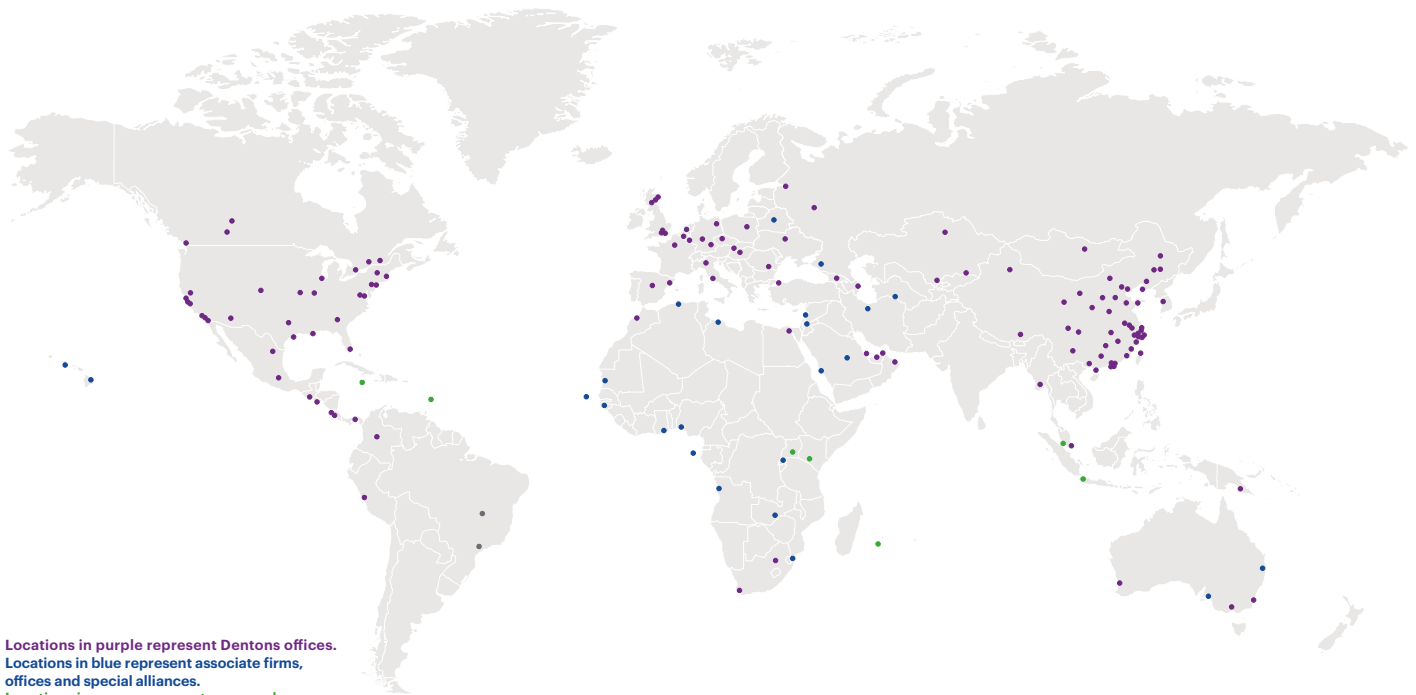 Locations in purple represent Dentons offices.
Locations in blue represent associate firms,
offices and special alliances.